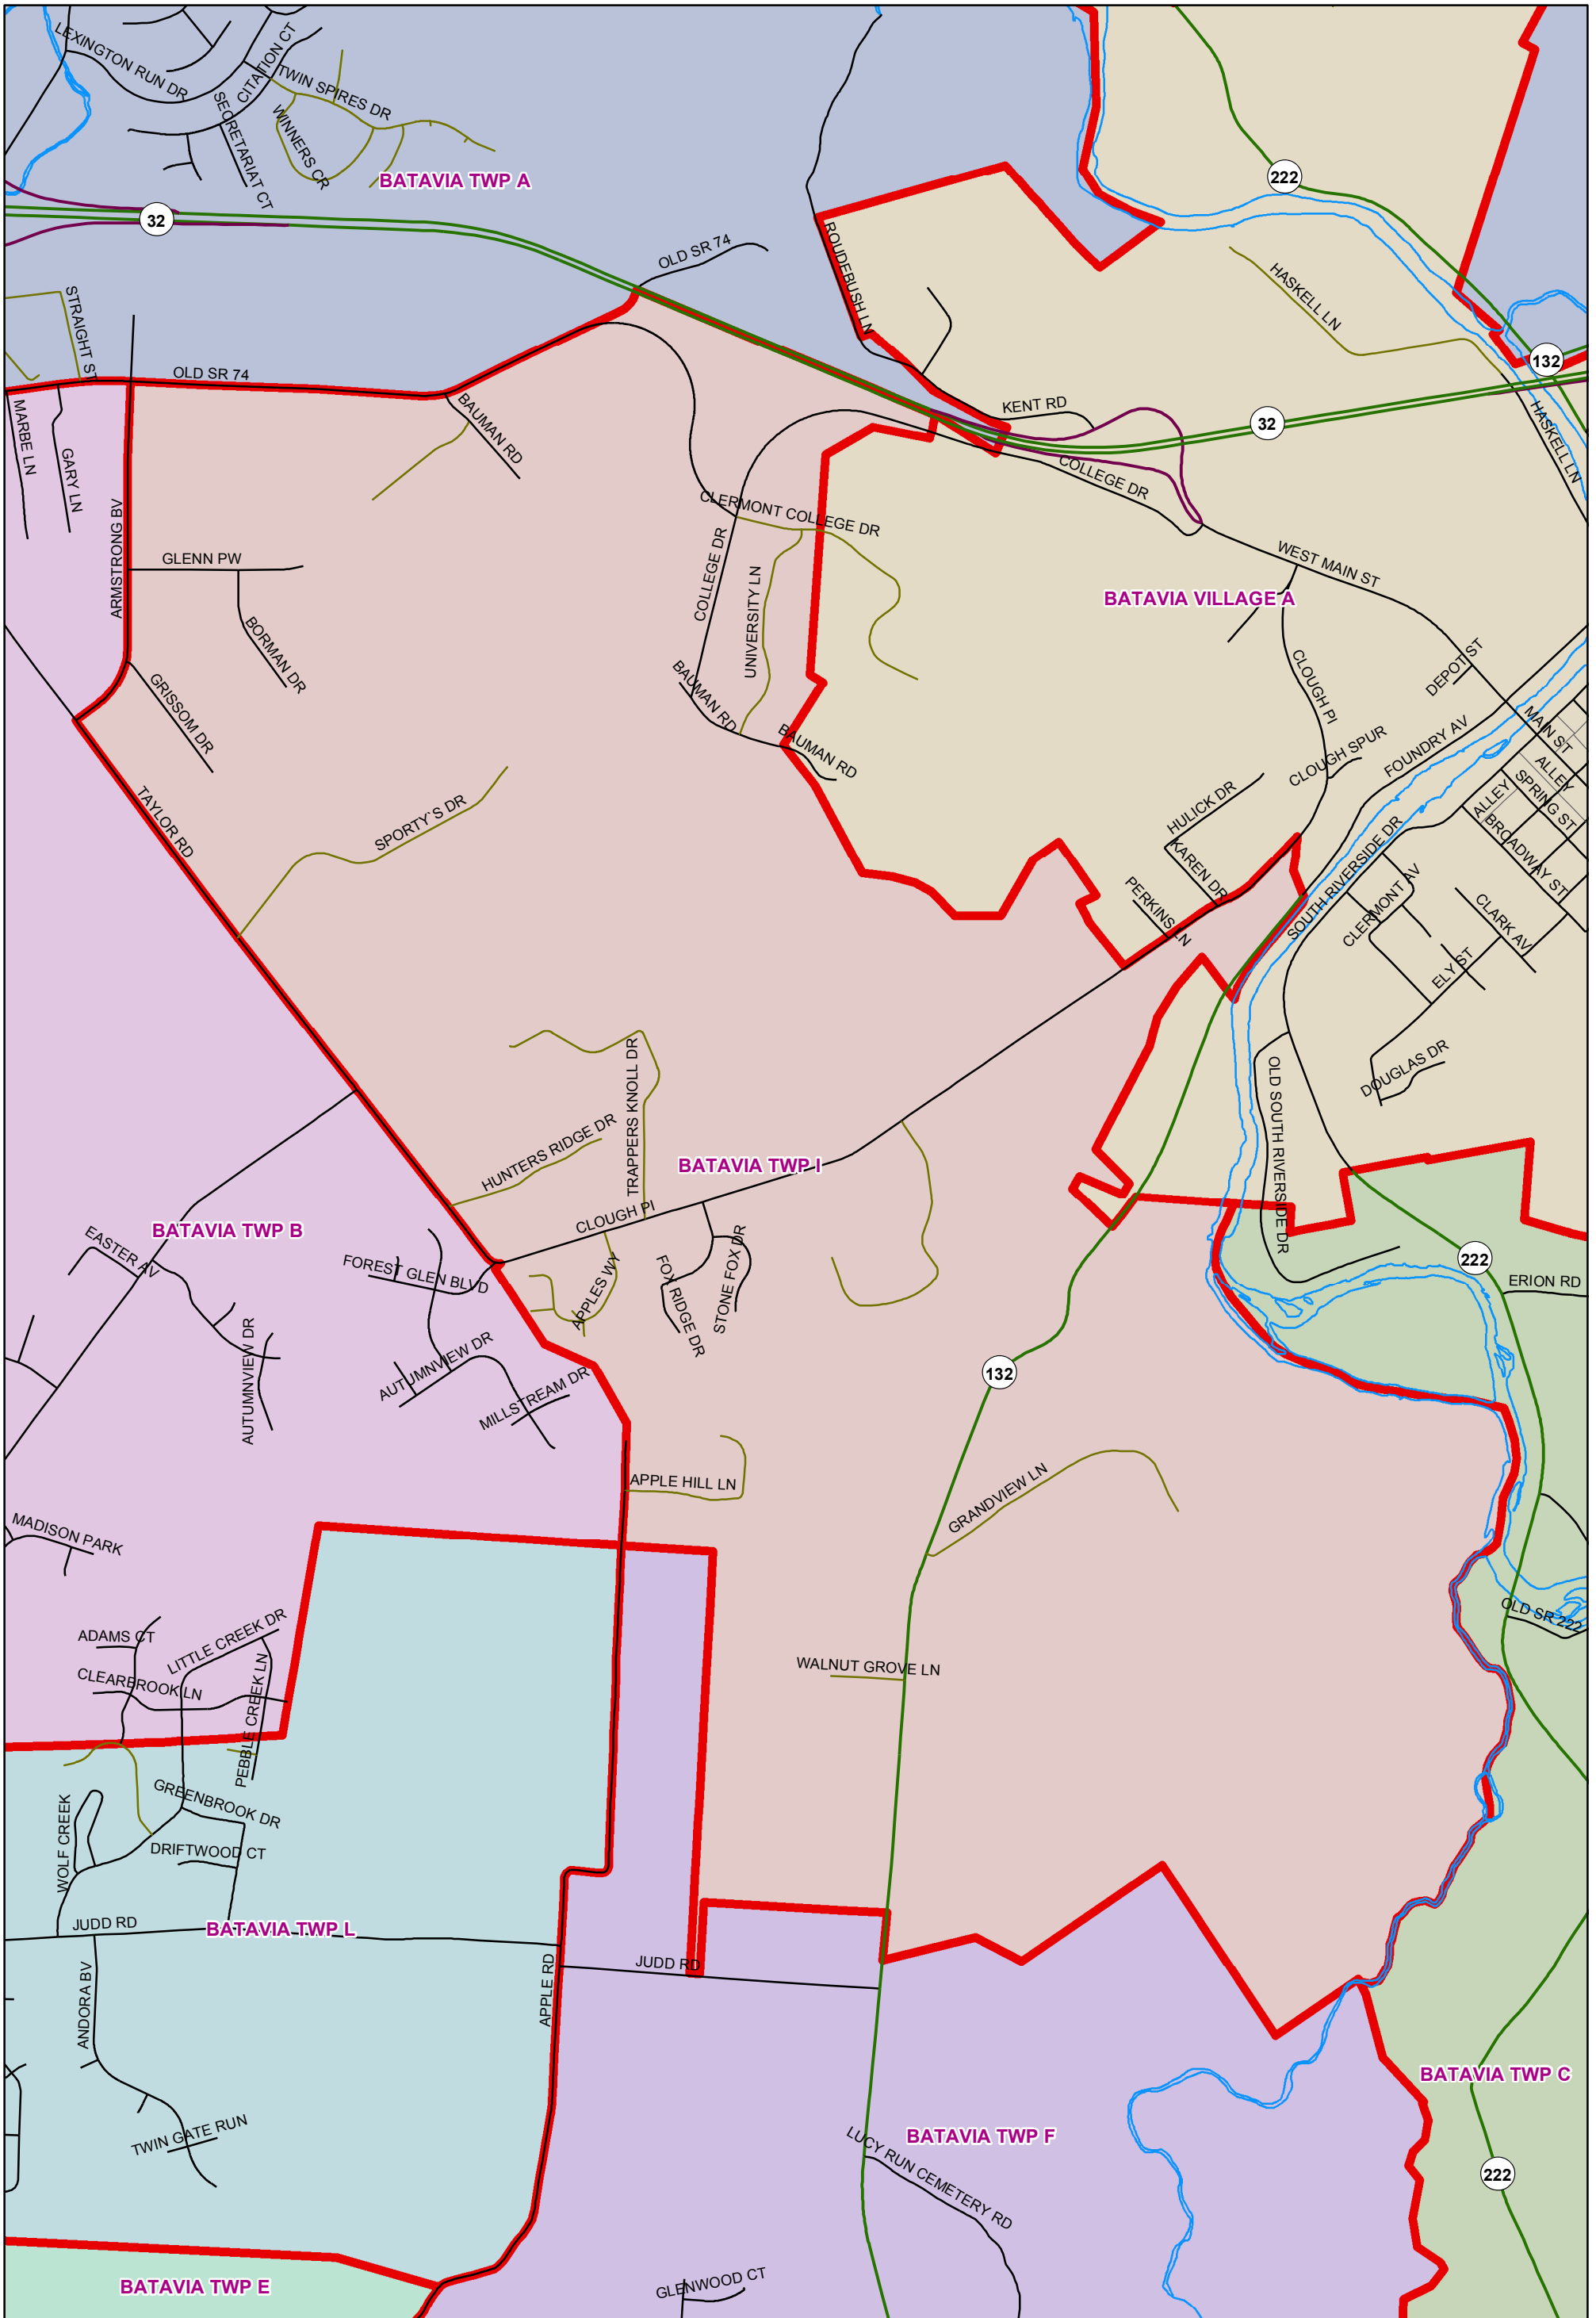 LEXINGTON RUN DR
CITATION CT
TWIN SPIRES DR
SECRETARIAT CT
WINNERS CR
BATAVIA TWP A
222
32
OLD SR 74
ROUDEBUSH LN
HASKELL LN
STRAIGHT ST
132
OLD SR 74
MARBE LN
GARY LN
BAUMAN RD
KENT RD
32
HASKELL LN
COLLEGE DR
ARMSTRONG BV
CLERMONT COLLEGE DR
GLENN PW
COLLEGE DR
UNIVERSITY LN
WEST MAIN ST
BATAVIA VILLAGE A
BORMAN DR
GRISSOM DR
BAUMAN RD
BAUMAN RD
CLOUGH PI
DEPOT ST
MAIN ST
FOUNDRY AV
CLOUGH SPUR
ALLEY
SPRING ST
ALLEY
BROADWAY ST
TAYLOR RD
SPORTY'S DR
HULICK DR
KAREN DR
PERKINS LN
SOUTH RIVERSIDE DR
CLERMONT AV
CLARK AV
ELY ST
DOUGLAS DR
OLD SOUTH RIVERSIDE DR
TRAPPERS KNOLL DR
HUNTERS RIDGE DR
BATAVIA TWP I
CLOUGH PI
BATAVIA TWP B
EASTER AV
FOREST GLEN BLVD
APPLES WY
FOX RIDGE DR
STONE FOX DR
222
ERION RD
AUTUMNVIEW DR
AUTUMNVIEW DR
MILLSTREAM DR
132
APPLE HILL LN
GRANDVIEW LN
MADISON PARK
OLD SR 222
ADAMS CT
LITTLE CREEK DR
CLEARBROOK LN
PEBBLE CREEK LN
WALNUT GROVE LN
GREENBROOK DR
WOLF CREEK
DRIFTWOOD CT
JUDD RD
BATAVIA TWP L
JUDD RD
APPLE RD
ANDORA BV
BATAVIA TWP C
TWIN GATE RUN
BATAVIA TWP F
LUCY RUN CEMETERY RD
222
BATAVIA TWP E
GLENWOOD CT